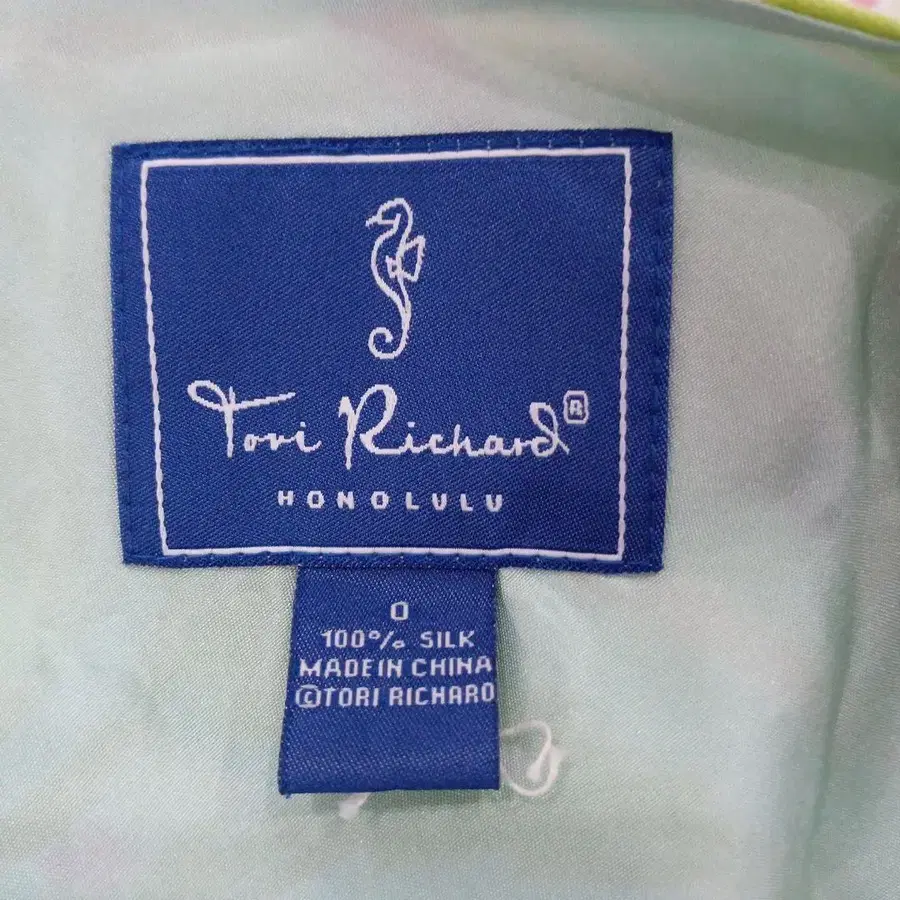 Tori Richard®
HONOLULU
0
100% SILK
MADE IN CHINA
©TORI RICHARD